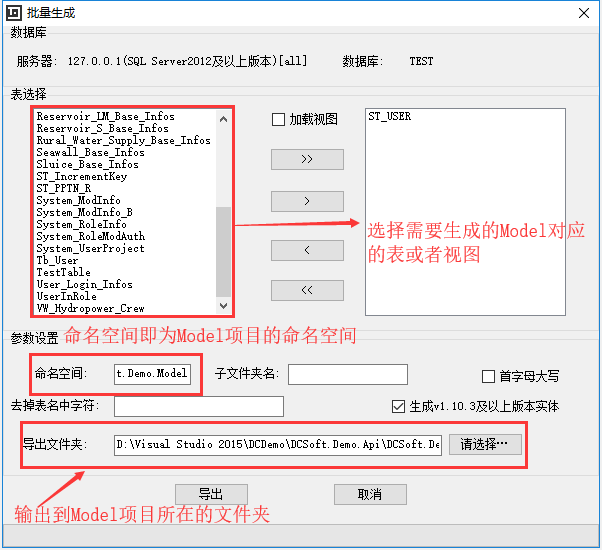 批量生成
数据库
服务器: 127.0.0.1(SQL Server2012及以上版本)[all] 数据库: TEST
表选择
Reservoir_LM_Base_Infos
Reservoir_S_Base_Infos
Rural_Water_Supply_Base_Infos
Seawall_Base_Infos
Sluice_Base_Infos
ST_IncrementKey
ST_PPTN_R
System_ModInfo
System_ModInfo_B
System_RoleInfo
System_RoleModAuth
System_UserProject
Tb_User
TestTable
User_Login_Infos
UserInRole
VW_Hydropower_Crew
加载视图
>>
>
<
<<
ST_USER
选择需要生成的Model对应
的表或者视图
参数设置
命名空间即为Model项目的命名空间
命名空间: t.Demo.Model 子文件夹名: 首字母大写
去掉表名中字符: 生成v1.10.3及以上版本实体
导出文件夹: D:\Visual Studio 2015\DCDemo\DCSoft.Demo.Api\DCSoft.De 请选择…
导出 取消
输出到Model项目所在的文件夹